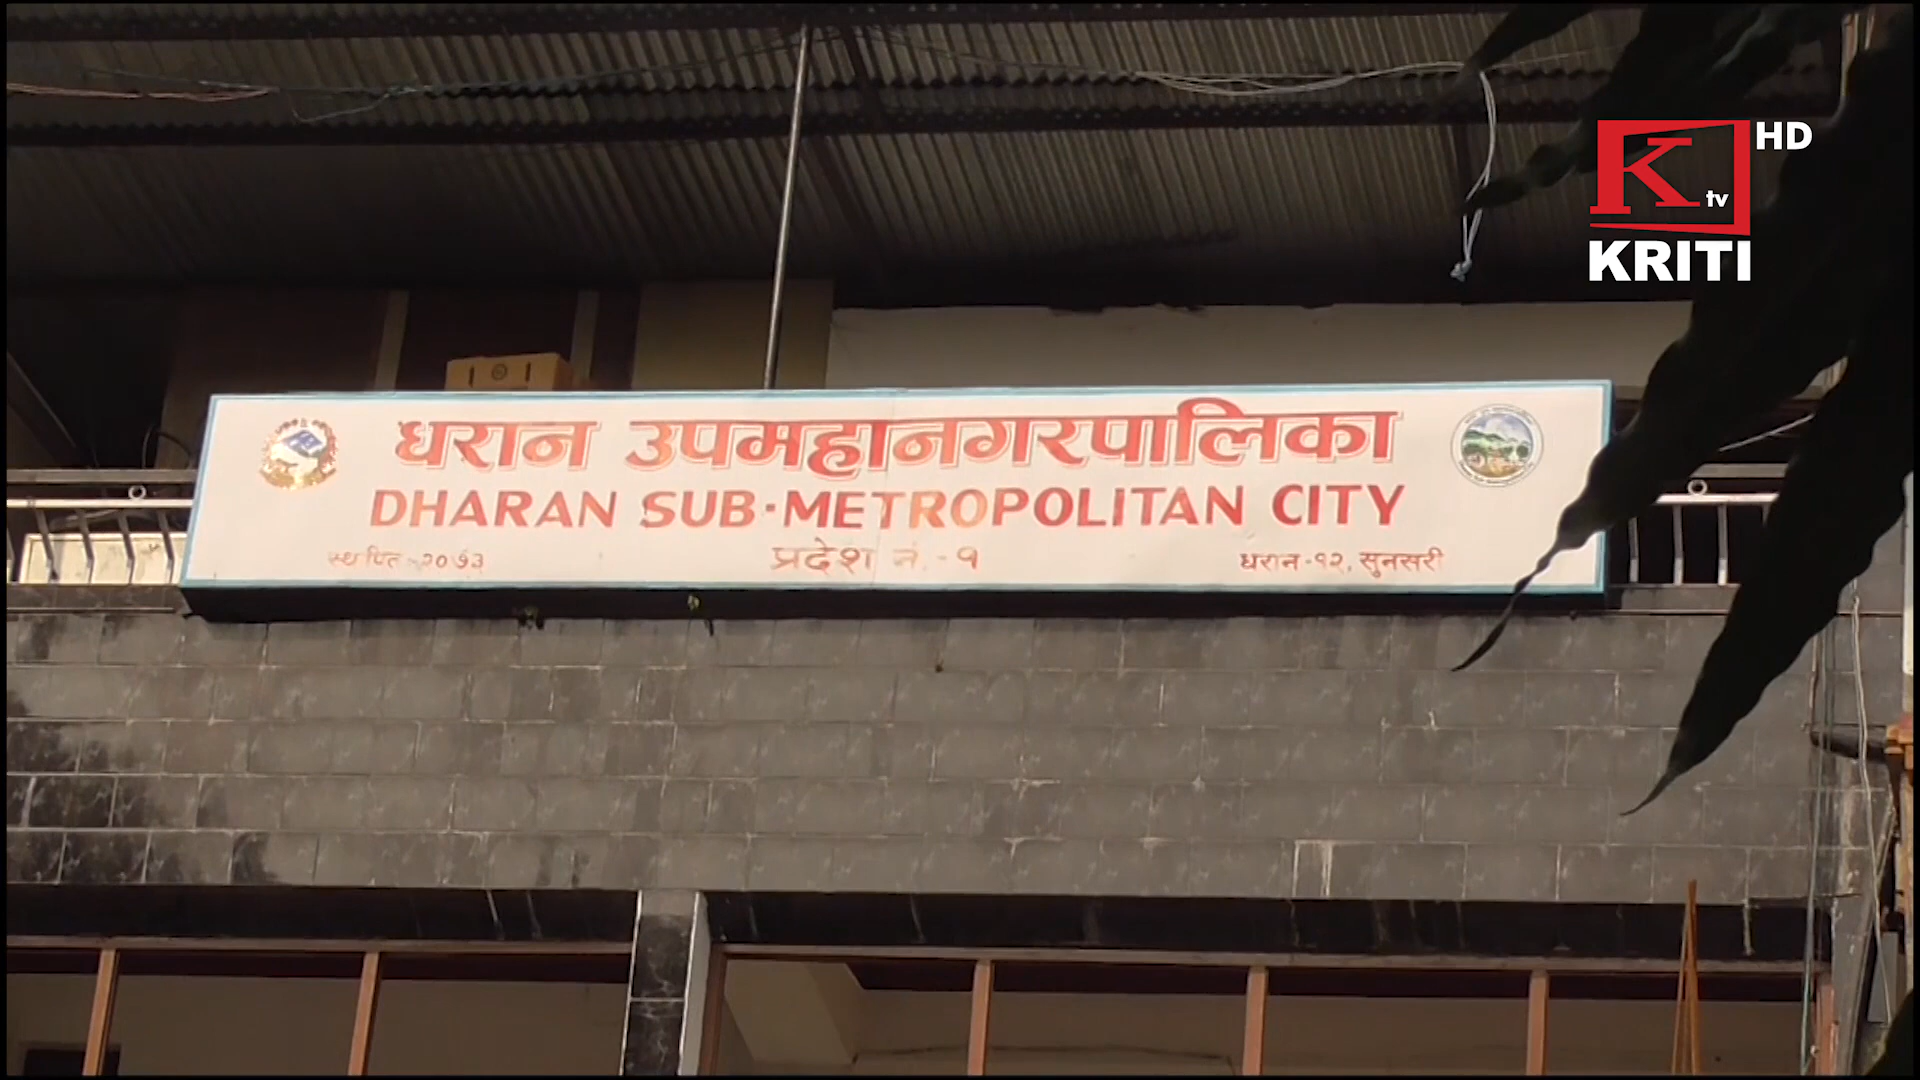 HD
K tv
KRITI
धरान उपमहानगरपालिका
DHARAN SUB-METROPOLITAN CITY
स्थापित-२०७३ प्रदेश नं.-१ धरान-१२, सुनसरी